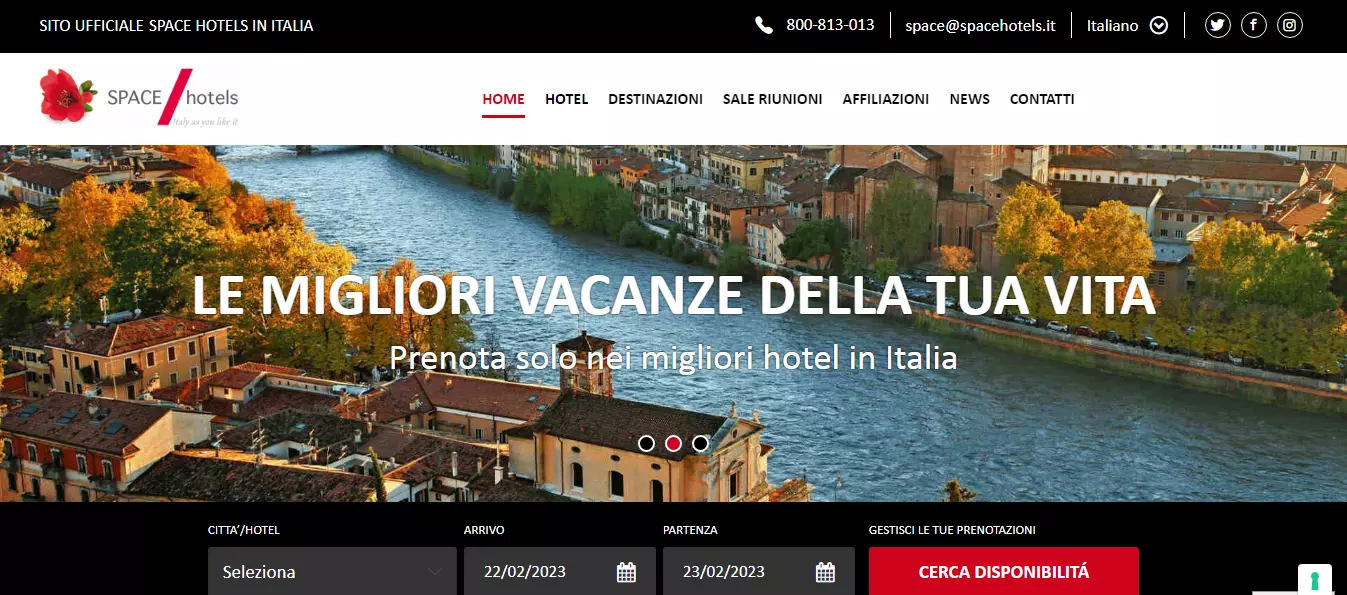 SITO UFFICIALE SPACE HOTELS IN ITALIA
800-813-013
space@spacehotels.it
Italiano
SPACE hotels
Italy as you like it
HOME HOTEL DESTINAZIONI SALE RIUNIONI AFFILIAZIONI NEWS CONTATTI
LE MIGLIORI VACANZE DELLA TUA VITA
Prenota solo nei migliori hotel in Italia
CITTA'/HOTEL ARRIVO PARTENZA GESTISCI LE TUE PRENOTAZIONI
Seleziona 22/02/2023 23/02/2023 CERCA DISPONIBILITÁ